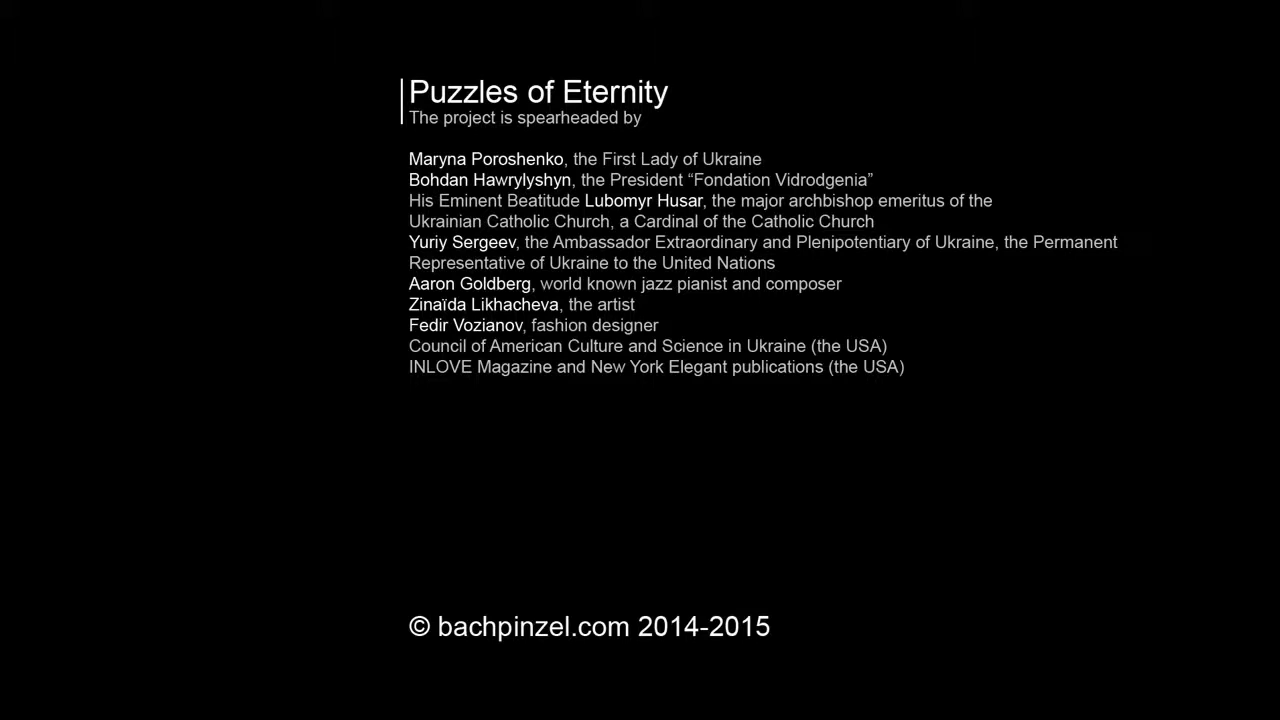 Puzzles of Eternity
The project is spearheaded by
Maryna Poroshenko, the First Lady of Ukraine
Bohdan Hawrylyshyn, the President “Fondation Vidrodgenia”
His Eminent Beatitude Lubomyr Husar, the major archbishop emeritus of the
Ukrainian Catholic Church, a Cardinal of the Catholic Church
Yuriy Sergeev, the Ambassador Extraordinary and Plenipotentiary of Ukraine, the Permanent
Representative of Ukraine to the United Nations
Aaron Goldberg, world known jazz pianist and composer
Zinaïda Likhacheva, the artist
Fedir Vozianov, fashion designer
Council of American Culture and Science in Ukraine (the USA)
INLOVE Magazine and New York Elegant publications (the USA)
© bachpinzel.com 2014-2015